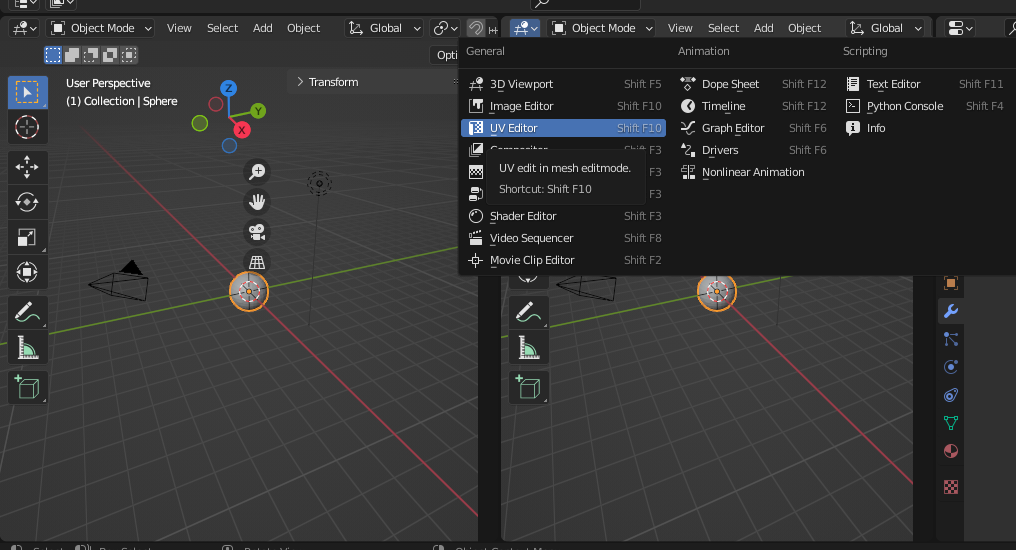 Object Mode View Select Add Object Global
Object Mode View Select Add Object Global
Opti
User Perspective
(1) Collection | Sphere
Transform
Z
Y
X
General
3D Viewport Shift F5
Image Editor Shift F10
UV Editor Shift F10
Compositor F3
F3
F3
Shader Editor Shift F3
Video Sequencer Shift F8
Movie Clip Editor Shift F2
UV edit in mesh editmode.
Shortcut: Shift F10
Animation
Dope Sheet Shift F12
Timeline Shift F12
Graph Editor Shift F6
Drivers Shift F6
Nonlinear Animation
Scripting
Text Editor Shift F11
Python Console Shift F4
Info